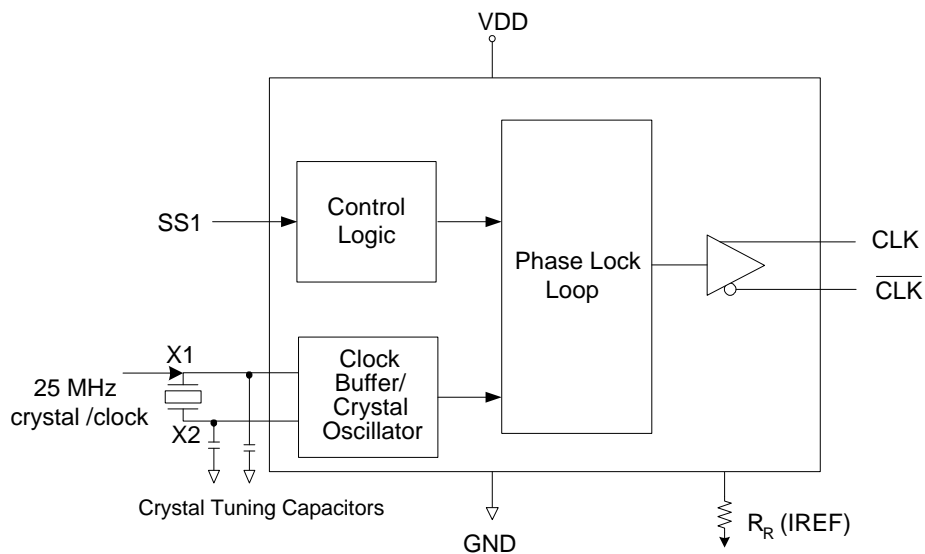 VDD
SS1
Control
Logic
Phase Lock
Loop
CLK
CLK
X1
25 MHz
crystal /clock
X2
Clock
Buffer/
Crystal
Oscillator
Crystal Tuning Capacitors
GND
RR (IREF)